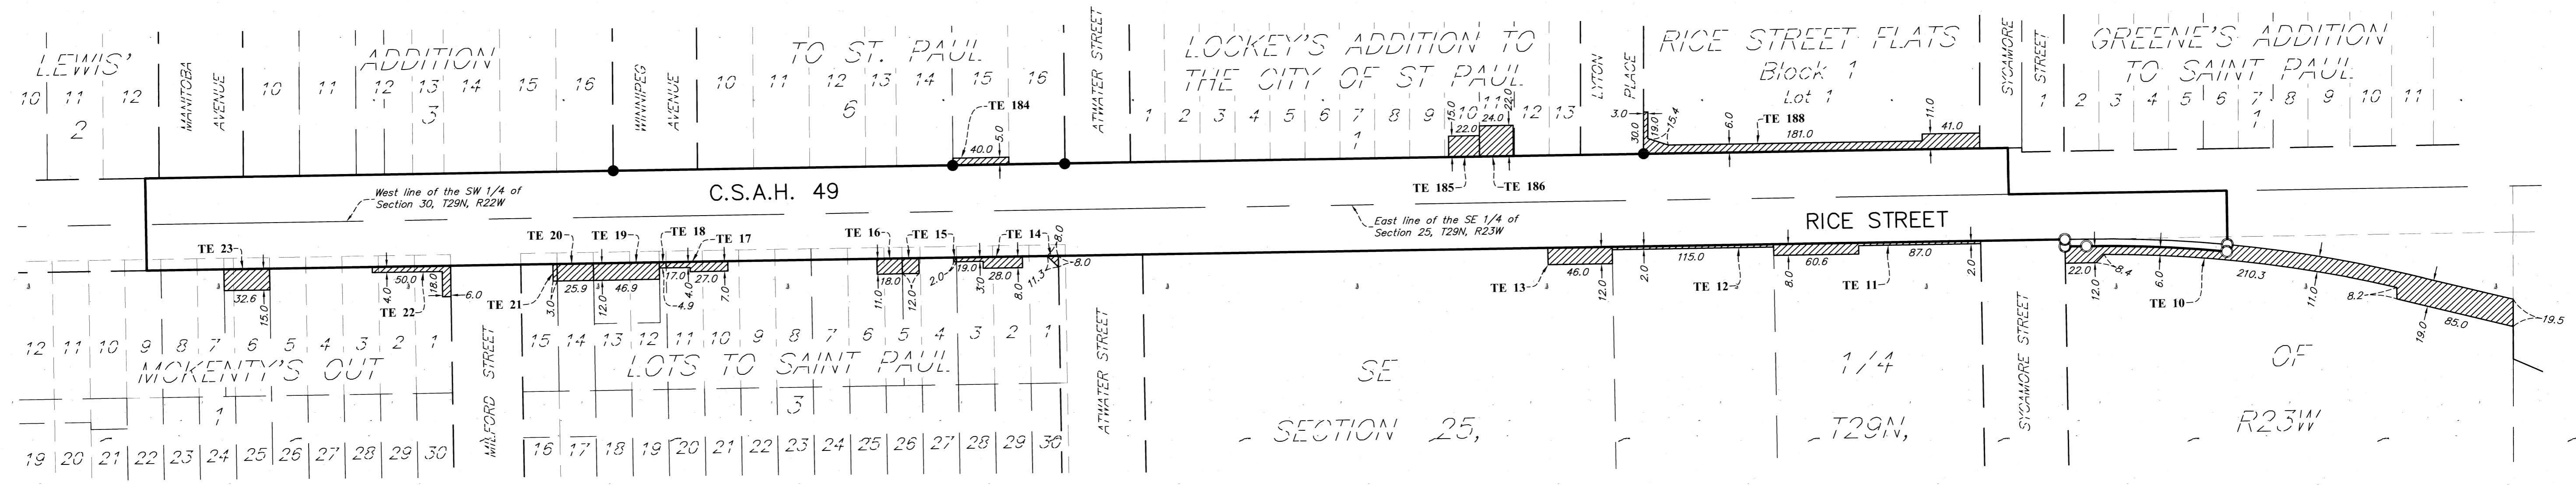 LEWIS' ADDITION TO ST. PAUL
LOCKEY'S ADDITION TO
THE CITY OF ST PAUL
RICE STREET FLATS
Block 1
Lot 1
GREENE'S ADDITION
TO SAINT PAUL
MANITOBA AVENUE
WINNIPEG AVENUE
ATWATER STREET
LYTON PLACE
SYCAMORE STREET
10 11 12
2
10 11 12 13 14 15 16
3
10 11 12 13 14 15 16
6
1 2 3 4 5 6 7 8 9 10 11 12 13
1
1 2 3 4 5 6 7 8 9 10 11
1
TE 184
40.0
5.0
15.0
22.0
24.0
22.0
TE 185
TE 186
3.0
30.0
19.0
15.4
6.0
TE 188
181.0
11.0
41.0
West line of the SW 1/4 of
Section 30, T29N, R22W
C.S.A.H. 49
East line of the SE 1/4 of
Section 25, T29N, R23W
RICE STREET
TE 23
32.6
15.0
4.0
50.0
18.0
6.0
TE 22
TE 21
3.0
TE 20
25.9
12.0
TE 19
46.9
TE 18
4.9
17.0
TE 17
4.0
27.0
7.0
TE 16
11.0
18.0
TE 15
12.0
2.0
19.0
3.0
TE 14
28.0
8.0
11.3
8.0
8.0
TE 13
46.0
12.0
2.0
115.0
TE 12
8.0
60.6
TE 11
87.0
2.0
22.0
12.0
8.4
6.0
TE 10
210.3
11.0
8.2
19.0
85.0
19.5
12 11 10 9 8 7 6 5 4 3 2 1
MCKENTY'S OUT
1
19 20 21 22 23 24 25 26 27 28 29 30
MILFORD STREET
15 14 13 12 11 10 9 8 7 6 5 4 3 2 1
LOTS TO SAINT PAUL
3
16 17 18 19 20 21 22 23 24 25 26 27 28 29 30
ATWATER STREET
SYCAMORE STREET
SE 1/4 OF
SECTION 25, T29N, R23W